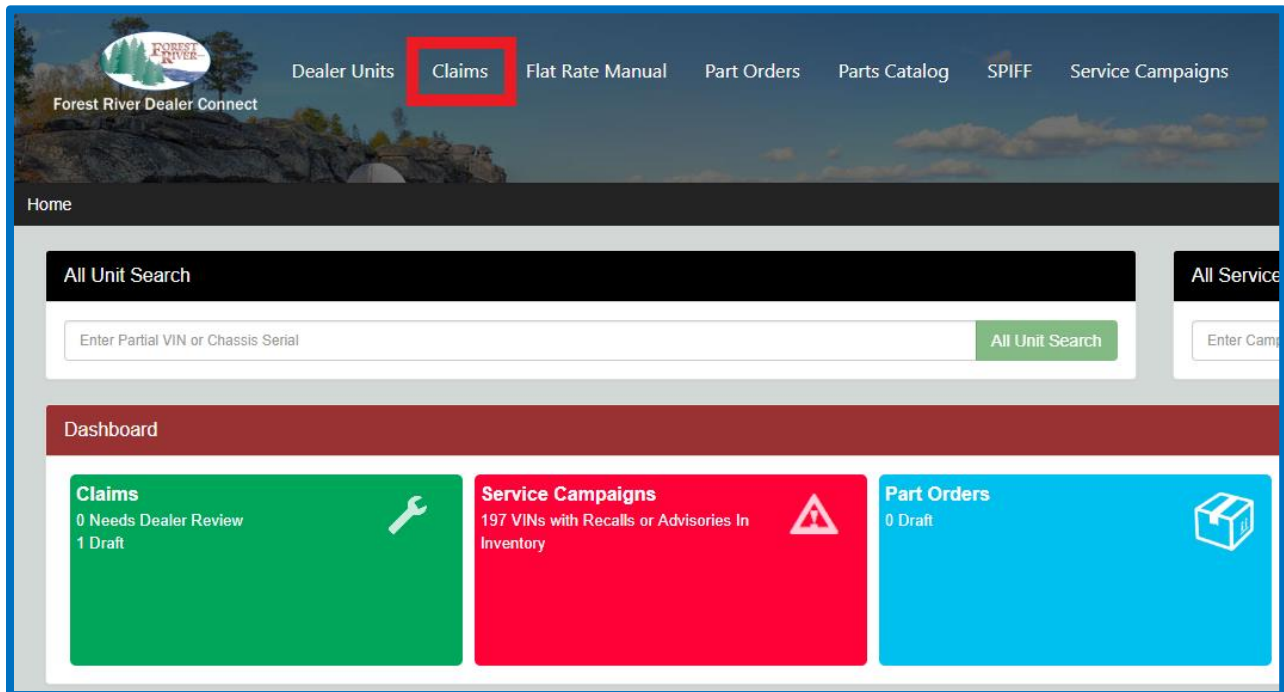 FOREST
RIVER
Forest River Dealer Connect
Dealer Units Claims Flat Rate Manual Part Orders Parts Catalog SPIFF Service Campaigns
Home
All Unit Search
Enter Partial VIN or Chassis Serial
All Unit Search
All Service
Enter Camp
Dashboard
Claims
0 Needs Dealer Review
1 Draft
Service Campaigns
197 VINs with Recalls or Advisories In
Inventory
Part Orders
0 Draft